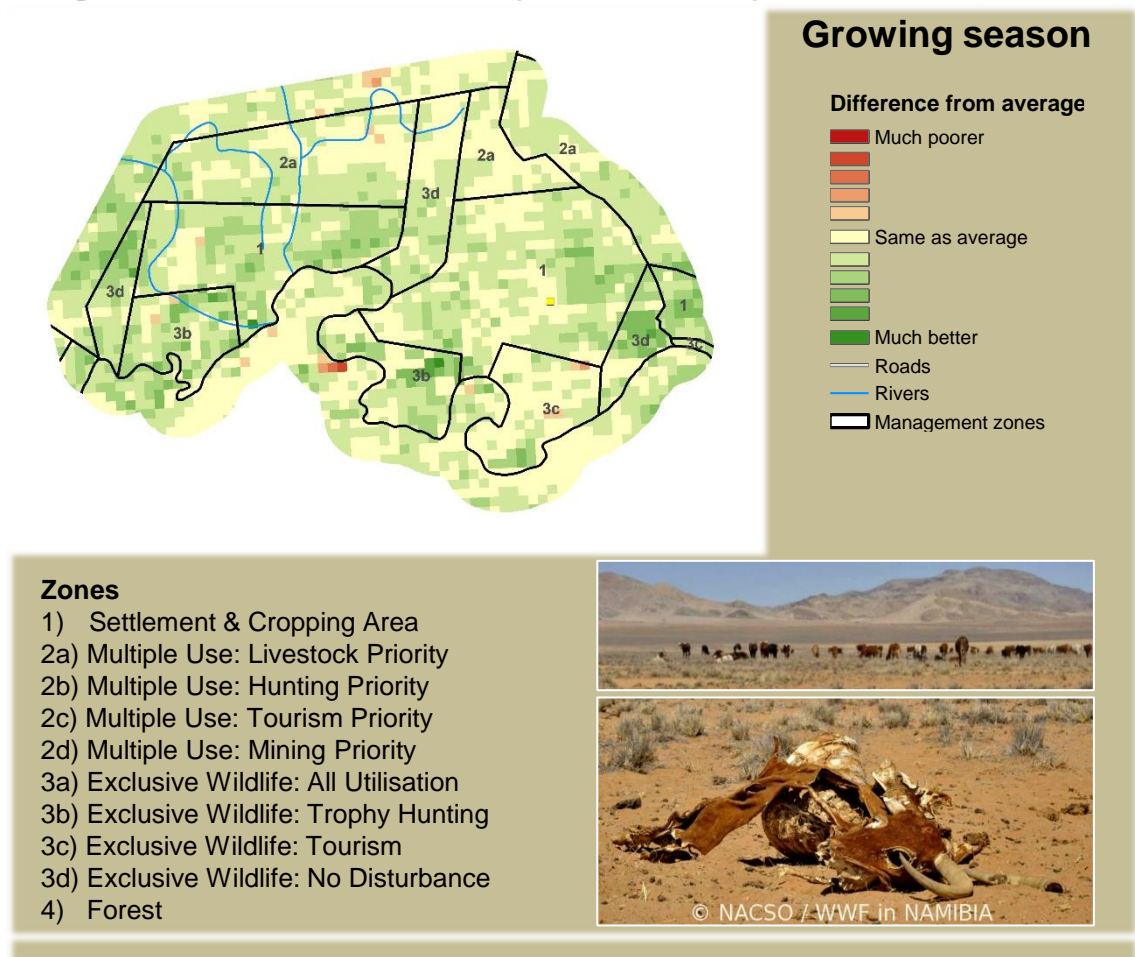 Growing season
Difference from average
Much poorer
Same as average
Much better
Roads
Rivers
Management zones
2a
2a
2a
3d
1
1
3d
3b
1
3d
3c
3b
3c
Zones
1) Settlement & Cropping Area
2a) Multiple Use: Livestock Priority
2b) Multiple Use: Hunting Priority
2c) Multiple Use: Tourism Priority
2d) Multiple Use: Mining Priority
3a) Exclusive Wildlife: All Utilisation
3b) Exclusive Wildlife: Trophy Hunting
3c) Exclusive Wildlife: Tourism
3d) Exclusive Wildlife: No Disturbance
4) Forest
© NACSO / WWF in NAMIBIA